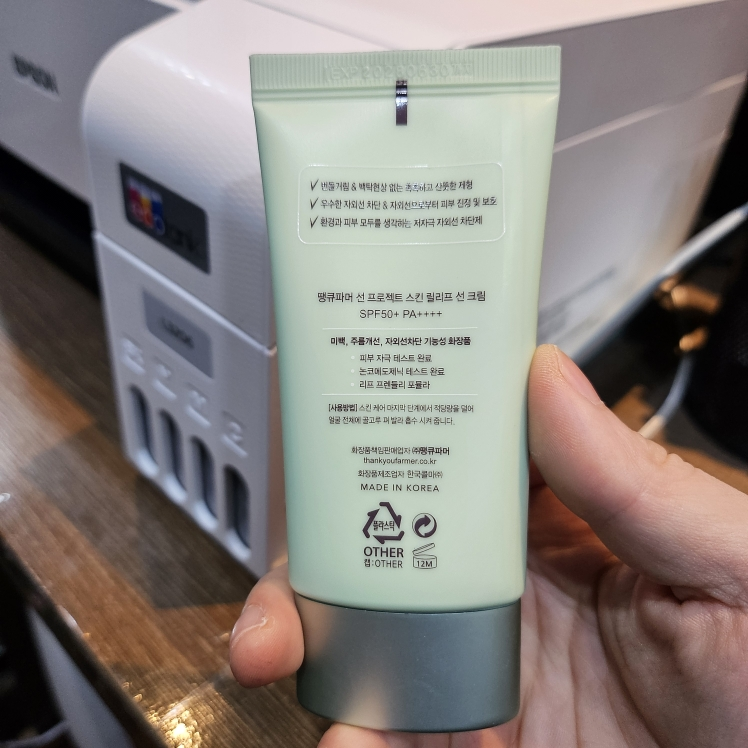 EPSON
✓ 번들거림 & 백탁현상 없는 촉촉하고 산뜻한 제형
✓ 우수한 자외선 차단 & 자외선으로부터 피부 진정 및 보호
✓ 환경과 피부 모두를 생각하는 저자극 자외선 차단제
땡큐파머 선 프로젝트 스킨 릴리프 선 크림
SPF50+ PA++++
미백, 주름개선, 자외선차단 기능성 화장품
• 피부 자극 테스트 완료
• 논코메도제닉 테스트 완료
• 리프 프렌들리 포뮬라
[사용방법] 스킨 케어 마지막 단계에서 적당량을 덜어
얼굴 전체에 골고루 펴 발라 흡수 시켜 줍니다.
화장품책임판매업자 ㈜땡큐파머
thankyoufarmer.co.kr
화장품제조업자 한국콜마㈜
MADE IN KOREA
플라스틱
OTHER
캡:OTHER
12M